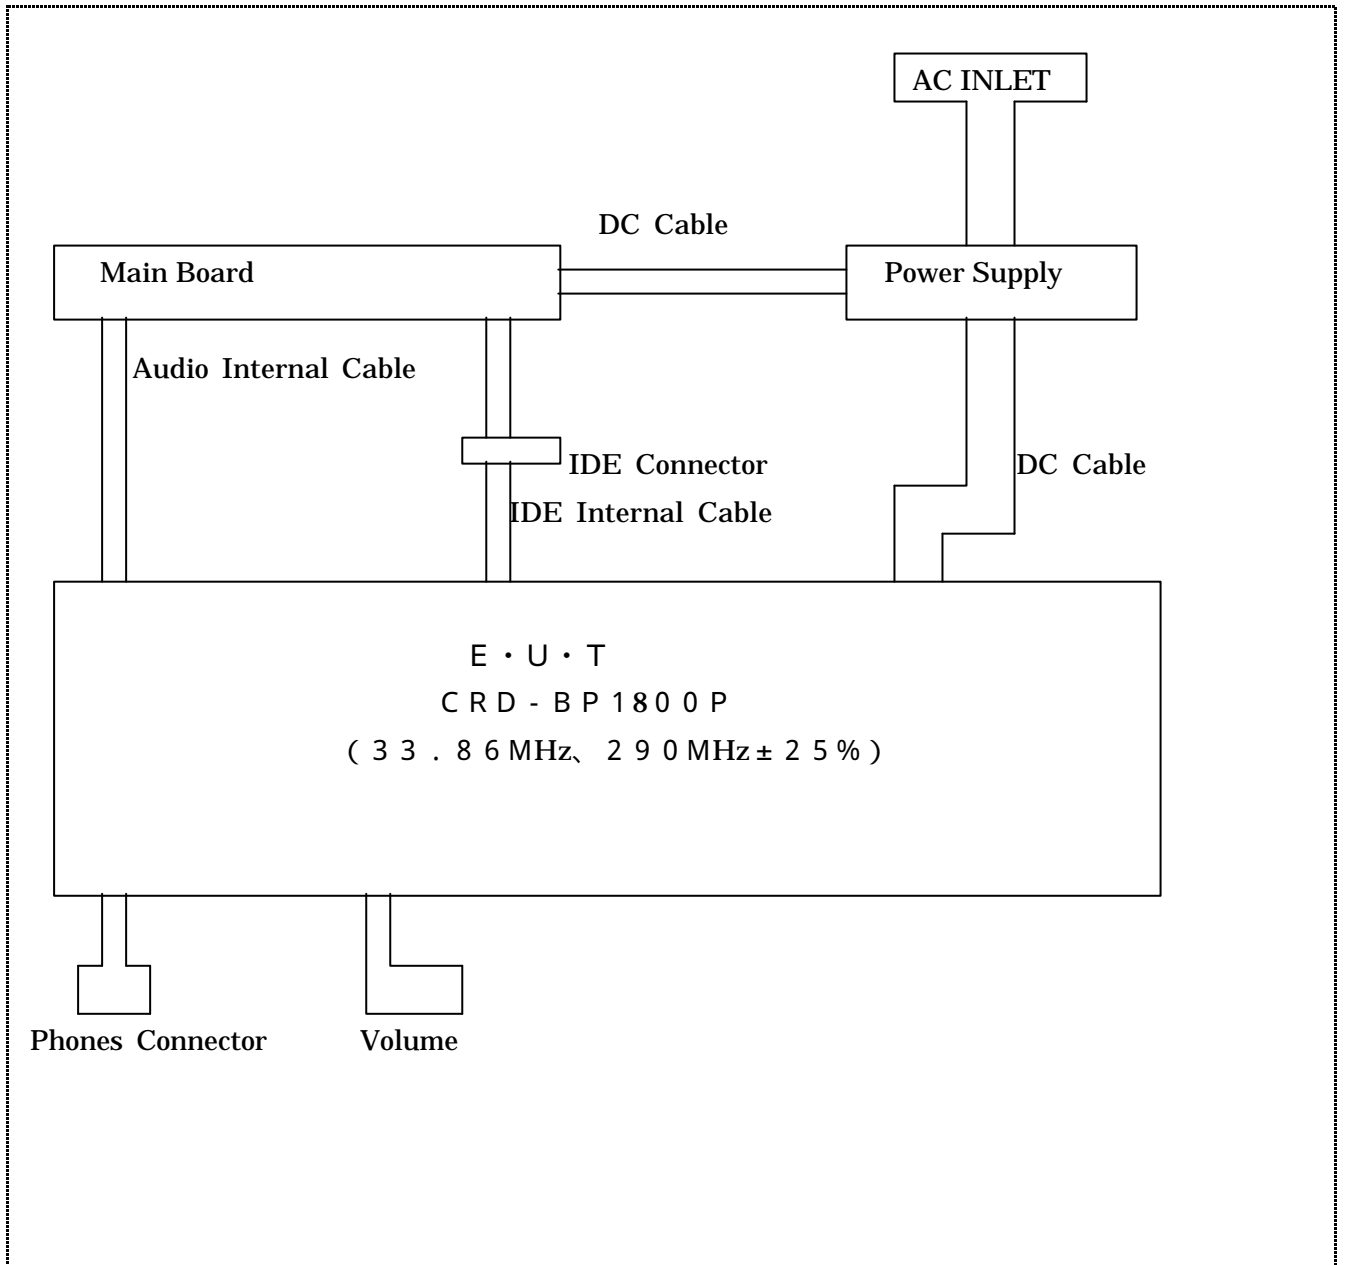 AC INLET
DC Cable
Main Board
Power Supply
Audio Internal Cable
IDE Connector
DC Cable
IDE Internal Cable
E・U・T
CRD-BP1800P
(33.86MHz、290MHz±25%)
Phones Connector
Volume